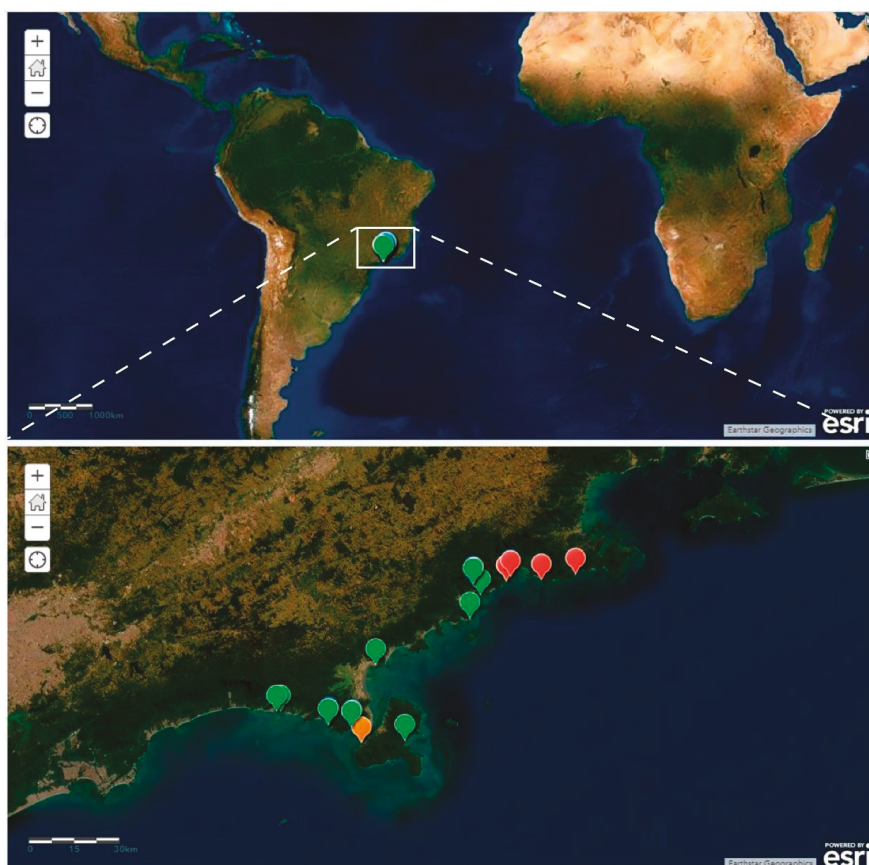 +
−
0 500 1000km
POWERED BY
esri
Earthstar Geographics
+
−
0 15 30km
POWERED BY
esri
Earthstar Geographics